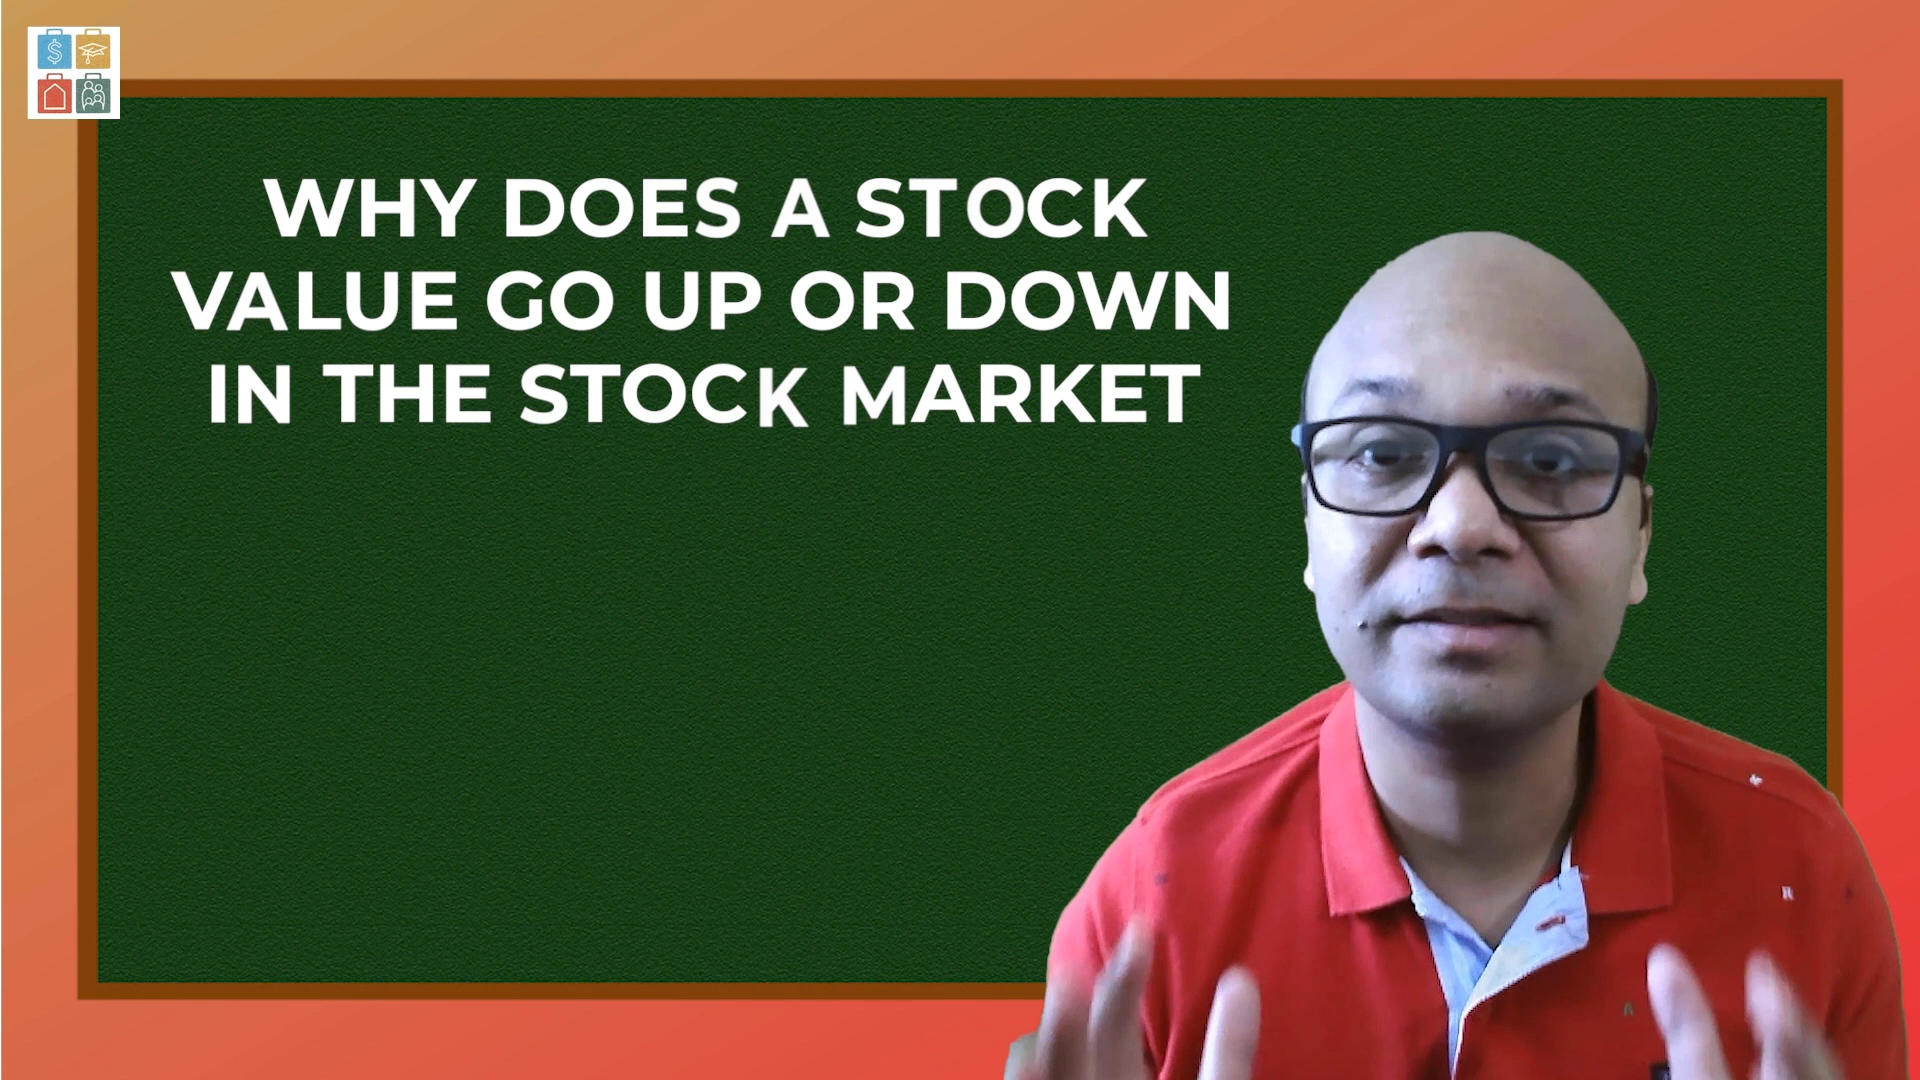 WHY DOES A STOCK
VALUE GO UP OR DOWN
IN THE STOCK MARKET
$
R
A